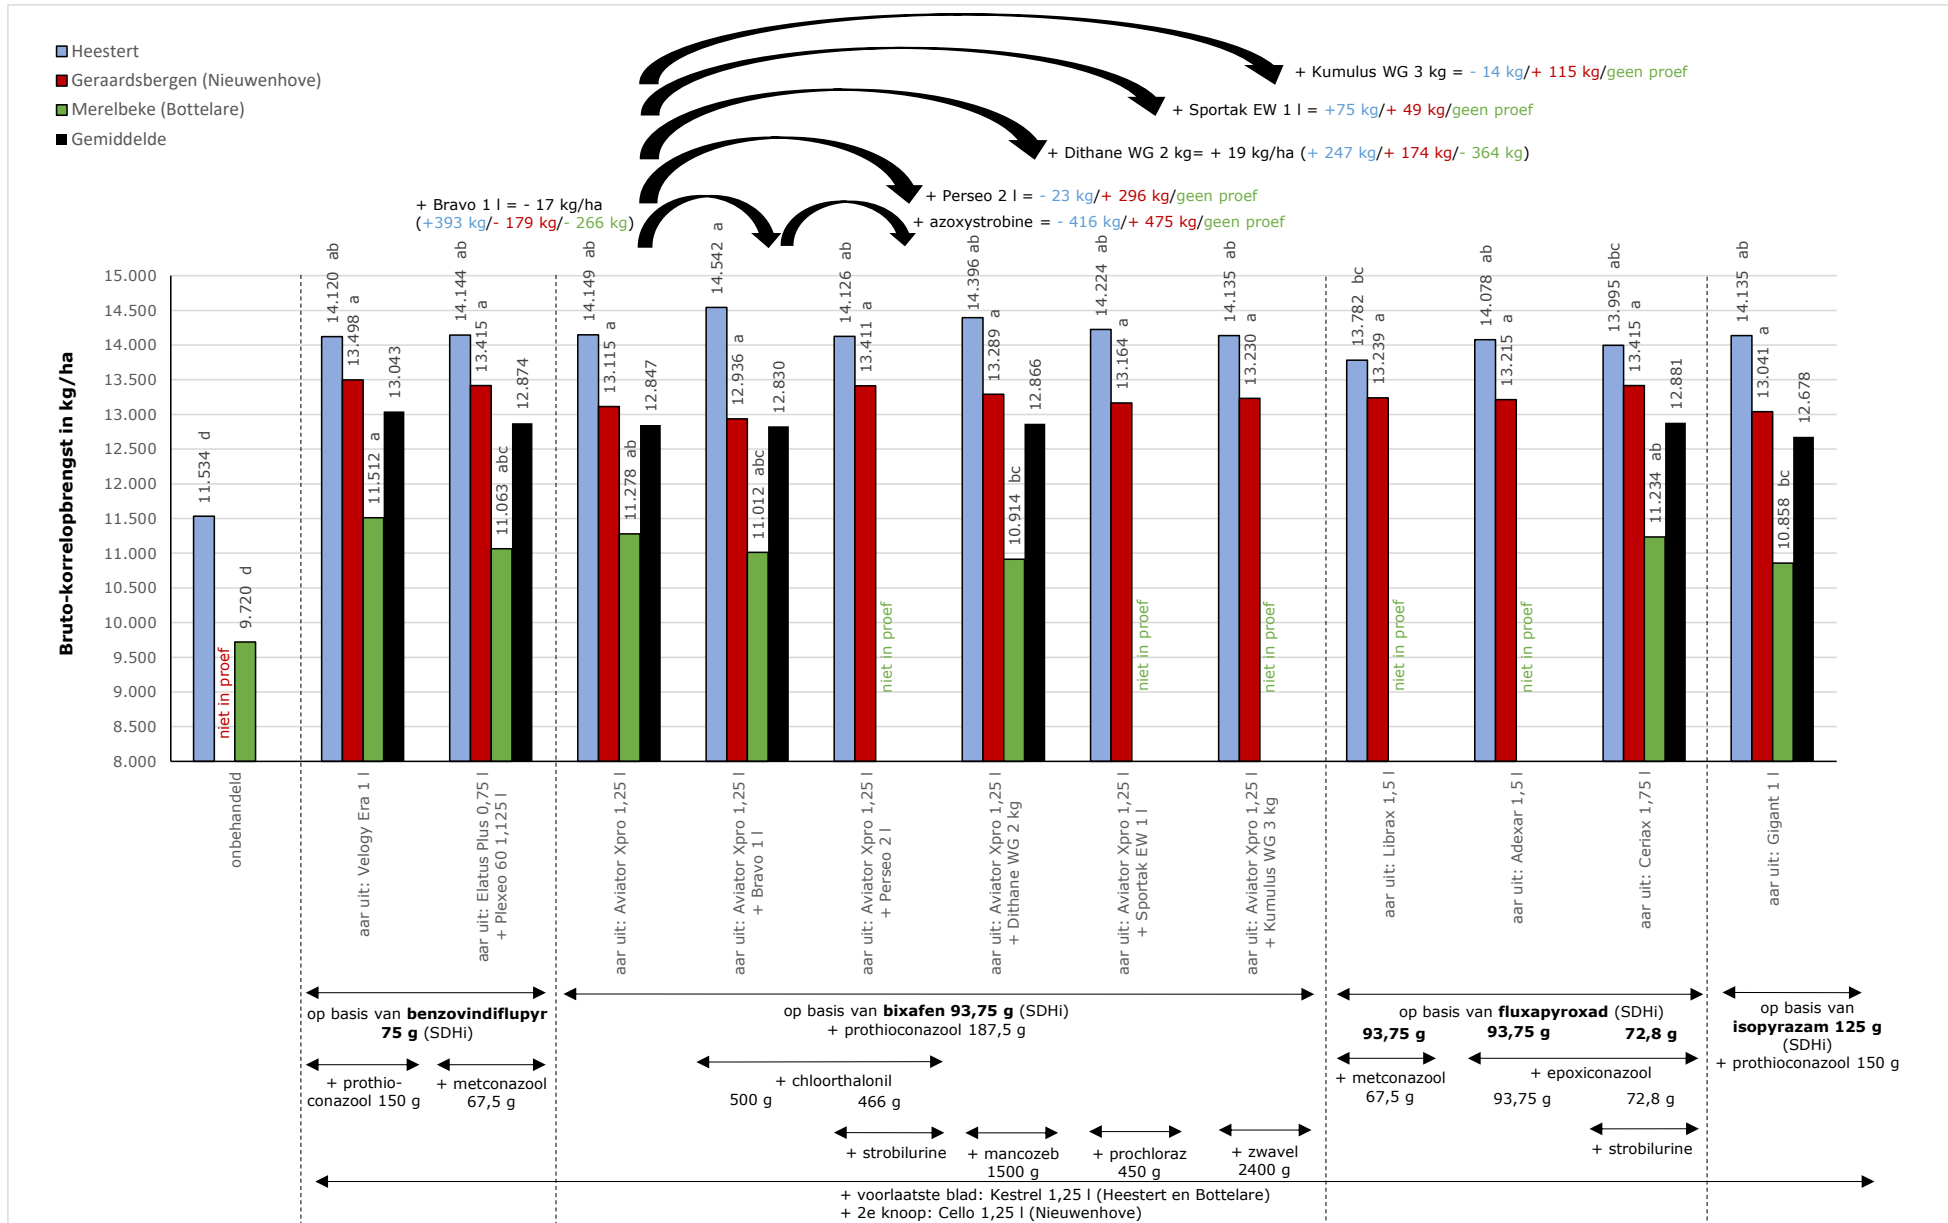 Heestert
Geraardsbergen (Nieuwenhove)
Merelbeke (Bottelare)
Gemiddelde
+ Kumulus WG 3 kg = - 14 kg/+ 115 kg/geen proef
+ Sportak EW 1 l = +75 kg/+ 49 kg/geen proef
+ Dithane WG 2 kg= + 19 kg/ha (+ 247 kg/+ 174 kg/- 364 kg)
+ Perseo 2 l = - 23 kg/+ 296 kg/geen proef
+ azoxystrobine = - 416 kg/+ 475 kg/geen proef
+ Bravo 1 l = - 17 kg/ha
(+393 kg/- 179 kg/- 266 kg)
Bruto-korrelopbrengst in kg/ha
15.000
14.500
14.000
13.500
13.000
12.500
12.000
11.500
11.000
10.500
10.000
9.500
9.000
8.500
8.000
11.534 d
niet in proef
9.720 d
14.120 ab
13.498 a
11.512 a
13.043
14.144 ab
13.415 a
11.063 abc
12.874
14.149 ab
13.115 a
11.278 ab
12.847
14.542 a
12.936 a
11.012 abc
12.830
14.126 ab
13.411 a
niet in proef
14.396 ab
13.289 a
10.914 bc
12.866
14.224 ab
13.164 a
niet in proef
14.135 ab
13.230 a
niet in proef
13.782 bc
13.239 a
niet in proef
14.078 ab
13.215 a
niet in proef
13.995 abc
13.415 a
11.234 ab
12.881
14.135 ab
13.041 a
10.858 bc
12.678
onbehandeld
aar uit: Velogy Era 1 l
aar uit: Elatus Plus 0,75 l
+ Plexeo 60 1,125 l
aar uit: Aviator Xpro 1,25 l
aar uit: Aviator Xpro 1,25 l
+ Bravo 1 l
aar uit: Aviator Xpro 1,25 l
+ Perseo 2 l
aar uit: Aviator Xpro 1,25 l
+ Dithane WG 2 kg
aar uit: Aviator Xpro 1,25 l
+ Sportak EW 1 l
aar uit: Aviator Xpro 1,25 l
+ Kumulus WG 3 kg
aar uit: Librax 1,5 l
aar uit: Adexar 1,5 l
aar uit: Ceriax 1,75 l
aar uit: Gigant 1 l
op basis van benzovindiflupyr
75 g (SDHi)
+ prothio-
conazool 150 g
+ metconazool
67,5 g
op basis van bixafen 93,75 g (SDHi)
+ prothioconazool 187,5 g
+ chloorthalonil
500 g 466 g
+ strobilurine
+ mancozeb
1500 g
+ prochloraz
450 g
+ zwavel
2400 g
op basis van fluxapyroxad (SDHi)
93,75 g 93,75 g 72,8 g
+ metconazool
67,5 g
+ epoxiconazool
93,75 g 72,8 g
+ strobilurine
op basis van
isopyrazam 125 g
(SDHi)
+ prothioconazool 150 g
+ voorlaatste blad: Kestrel 1,25 l (Heestert en Bottelare)
+ 2e knoop: Cello 1,25 l (Nieuwenhove)